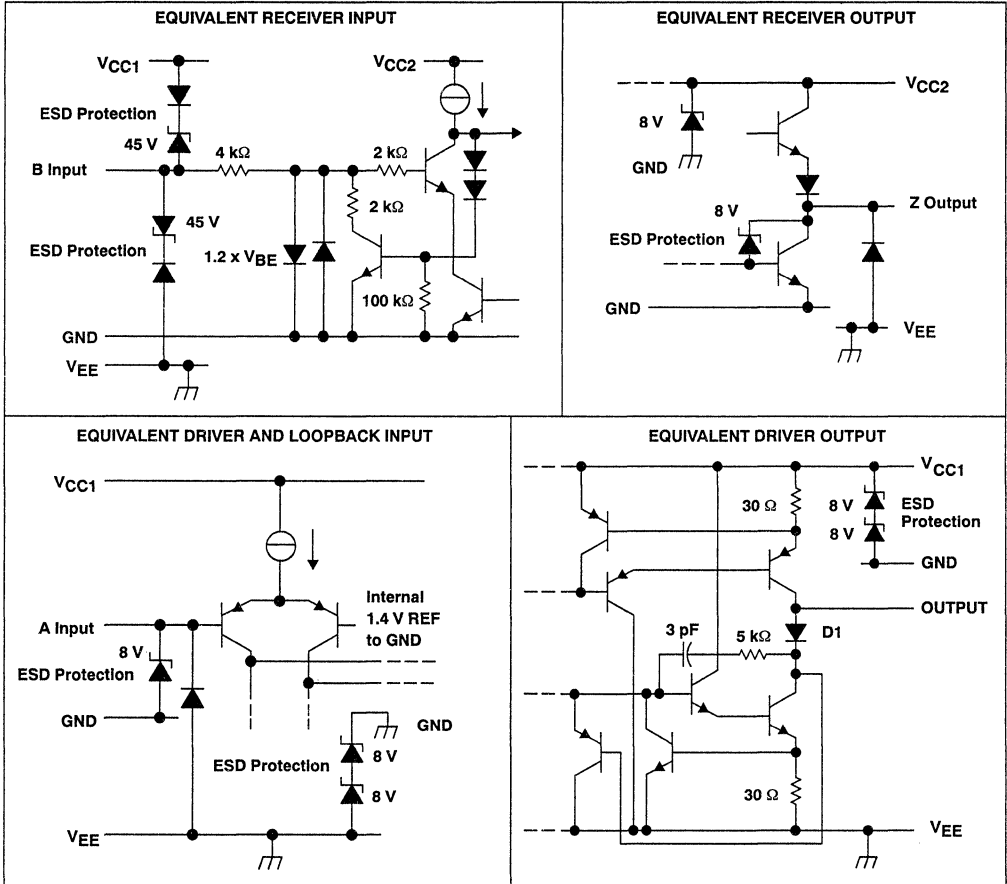 EQUIVALENT RECEIVER INPUT
VCC1
VCC2
ESD Protection
45 V
B Input
4 kΩ
2 kΩ
2 kΩ
45 V
ESD Protection
1.2 x VBE
100 kΩ
GND
VEE
EQUIVALENT RECEIVER OUTPUT
VCC2
8 V
GND
Z Output
8 V
ESD Protection
GND
VEE
EQUIVALENT DRIVER AND LOOPBACK INPUT
VCC1
Internal
1.4 V REF
to GND
A Input
8 V
ESD Protection
GND
GND
8 V
ESD Protection
8 V
VEE
EQUIVALENT DRIVER OUTPUT
VCC1
30 Ω
8 V
ESD
Protection
8 V
GND
OUTPUT
D1
3 pF
5 kΩ
30 Ω
VEE